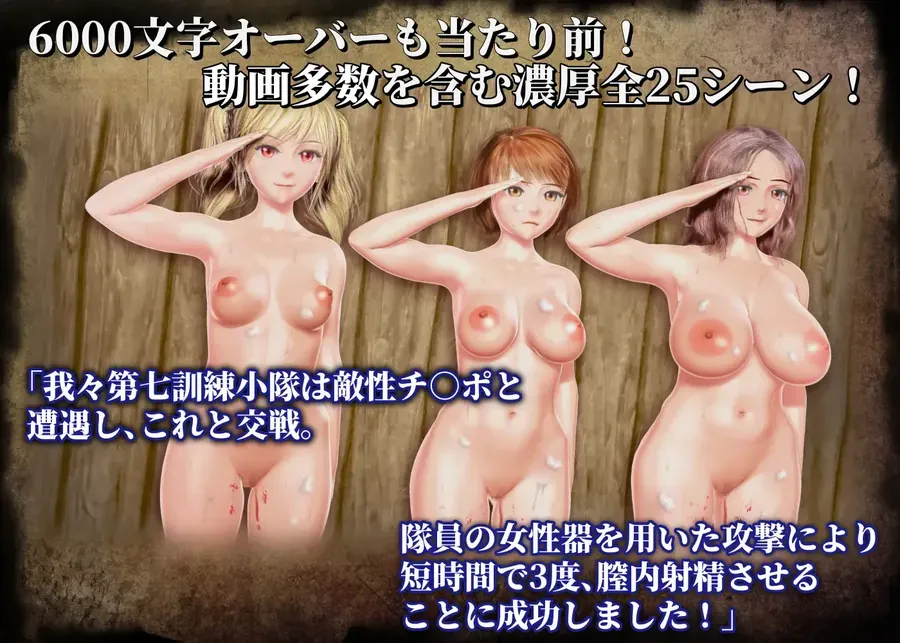 6000文字オーバーも当たり前！
動画多数を含む濃厚全25シーン！
「我々第七訓練小隊は敵性チ〇ポと
遭遇し、これと交戦。
隊員の女性器を用いた攻撃により
短時間で3度、膣内射精させる
ことに成功しました！」